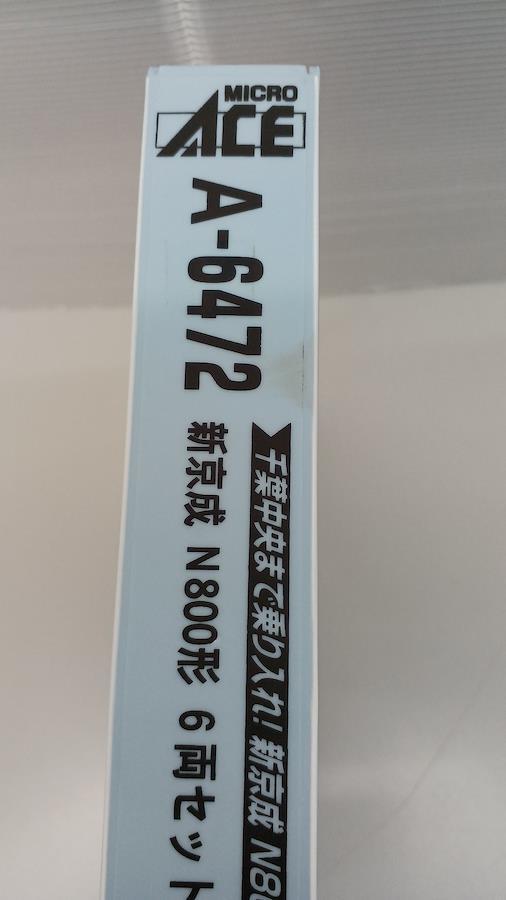 MICRO
ACE
A-6472
千葉中央まで乗り入れ! 新京成 N80
新京成 N800形 6両セット